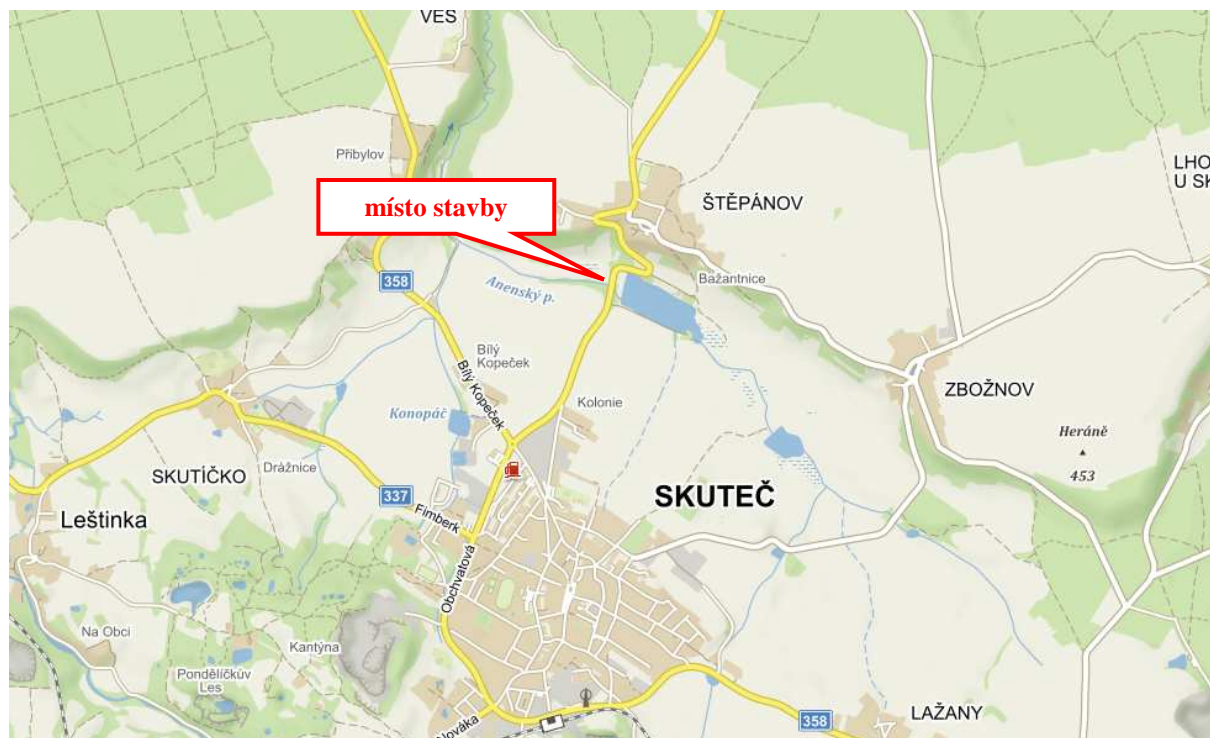 VES
Přibylov
LHO
U SK
místo stavby
ŠTĚPÁNOV
358
Bažantnice
Anenský p.
Bílý
Kopeček
Bílý Kopeček
ZBOŽNOV
Kolonie
Konopáč
Heráně
453
SKUTÍČKO
Drážnice
337
SKUTEČ
Leštinka
Fimberk
Obchvatová
Na Obci
Kantýna
Pondělíčkův
Les
Nováka
358
LAŽANY